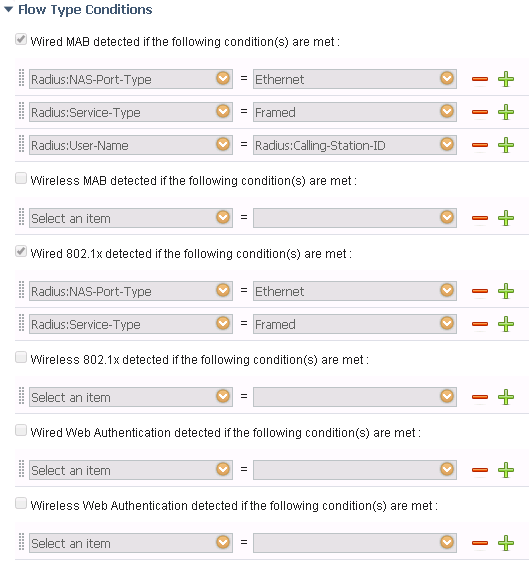 Flow Type Conditions
Wired MAB detected if the following condition(s) are met :
Radius:NAS-Port-Type = Ethernet
Radius:Service-Type = Framed
Radius:User-Name = Radius:Calling-Station-ID
Wireless MAB detected if the following condition(s) are met :
Select an item =
Wired 802.1x detected if the following condition(s) are met :
Radius:NAS-Port-Type = Ethernet
Radius:Service-Type = Framed
Wireless 802.1x detected if the following condition(s) are met :
Select an item =
Wired Web Authentication detected if the following condition(s) are met :
Select an item =
Wireless Web Authentication detected if the following condition(s) are met :
Select an item =